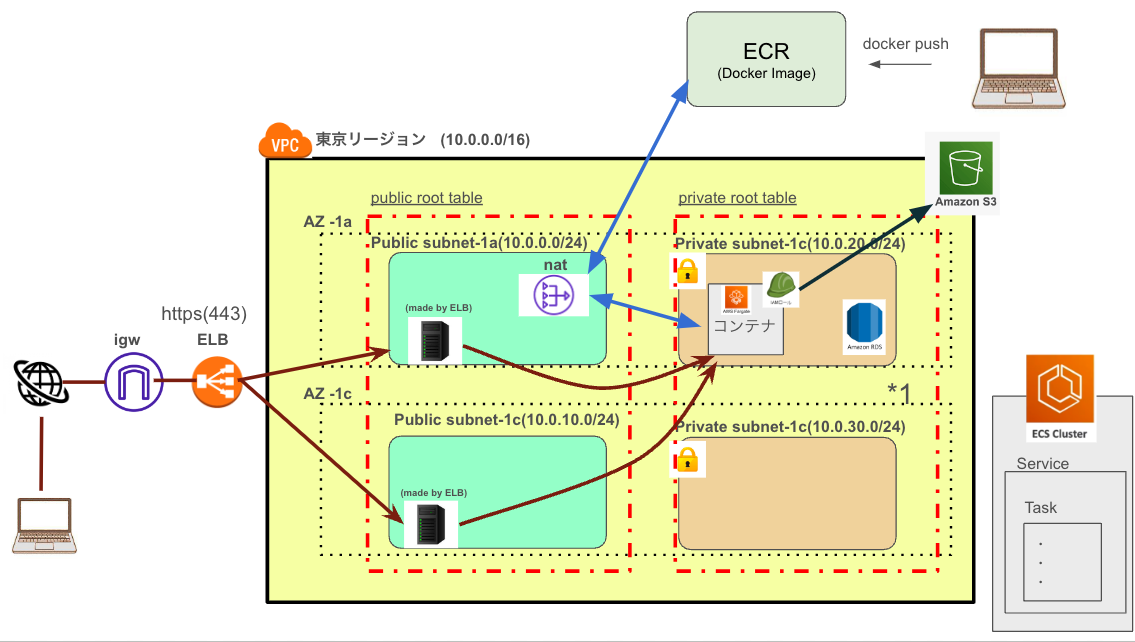 ECR
(Docker Image)
docker push
VPC
東京リージョン (10.0.0.0/16)
Amazon S3
public root table
private root table
AZ -1a
Public subnet-1a(10.0.0.0/24)
Private subnet-1c(10.0.20.0/24)
nat
(made by ELB)
AWS Fargate
IAMロール
コンテナ
Amazon RDS
https(443)
igw
ELB
AZ -1c
*1
Public subnet-1c(10.0.10.0/24)
Private subnet-1c(10.0.30.0/24)
(made by ELB)
ECS Cluster
Service
Task
.
.
.